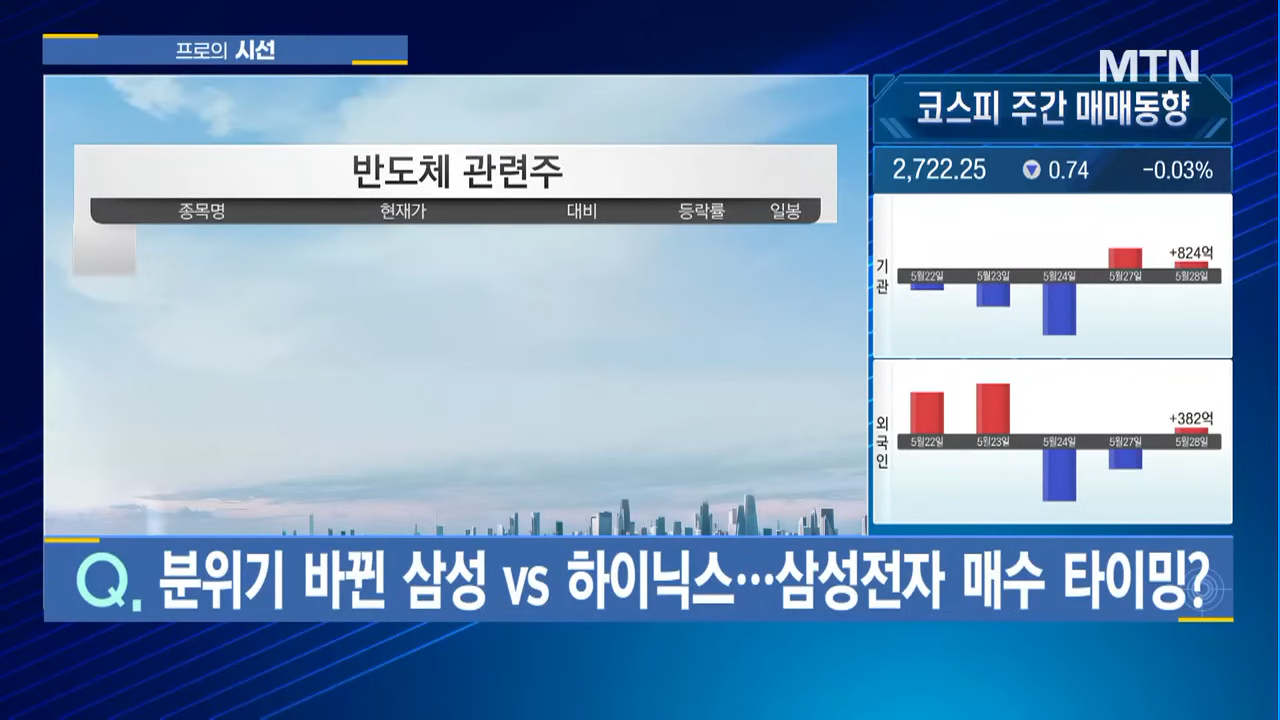 프로의 시선
MTN
코스피 주간 매매동향
2,722.25 0.74 -0.03%
반도체 관련주
종목명 현재가 대비 등락률 일봉
기관
+824억
5월22일 5월23일 5월24일 5월27일 5월28일
외국인
+382억
5월22일 5월23일 5월24일 5월27일 5월28일
Q. 분위기 바뀐 삼성 vs 하이닉스…삼성전자 매수 타이밍?